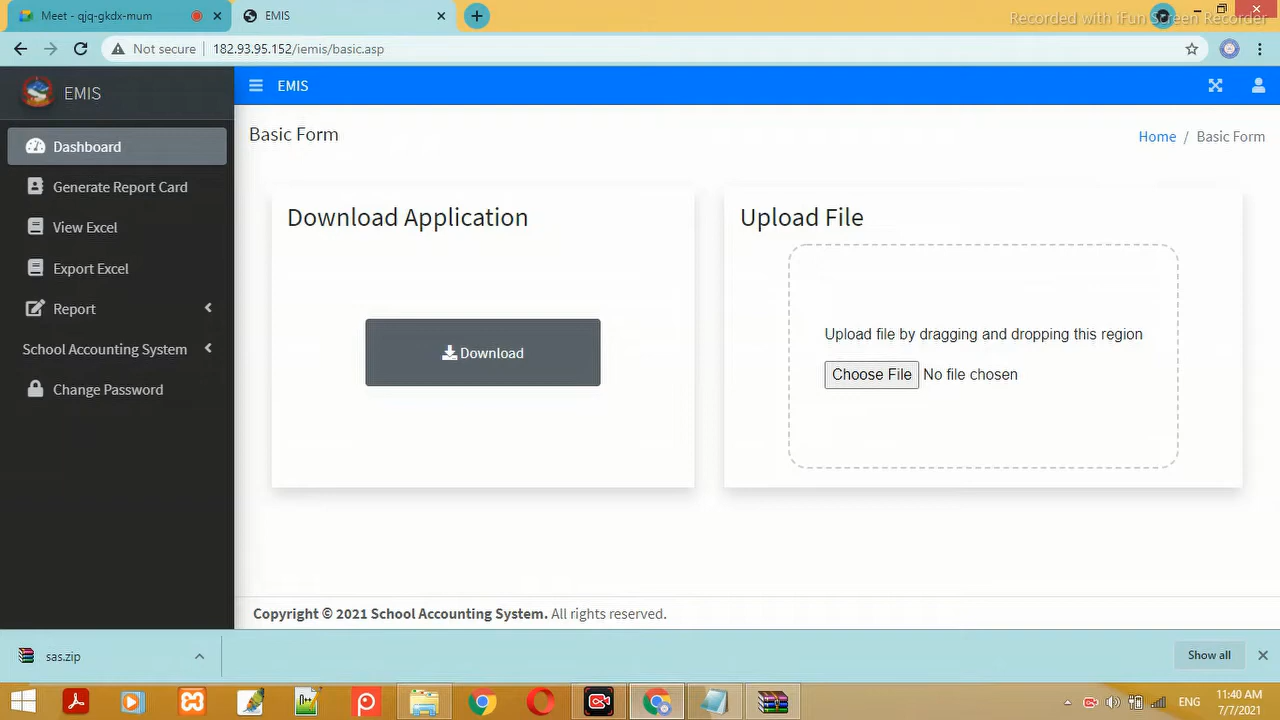 Meet - qjq-gkdx-mum
EMIS
Recorded with iFun Screen Recorder
Not secure
182.93.95.152/iemis/basic.asp
EMIS
EMIS
Basic Form
Home / Basic Form
Dashboard
Generate Report Card
View Excel
Export Excel
Report
School Accounting System
Change Password
Download Application
Download
Upload File
Upload file by dragging and dropping this region
Choose File No file chosen
Copyright © 2021 School Accounting System. All rights reserved.
sas.zip
Show all
ENG
11:40 AM
7/7/2021